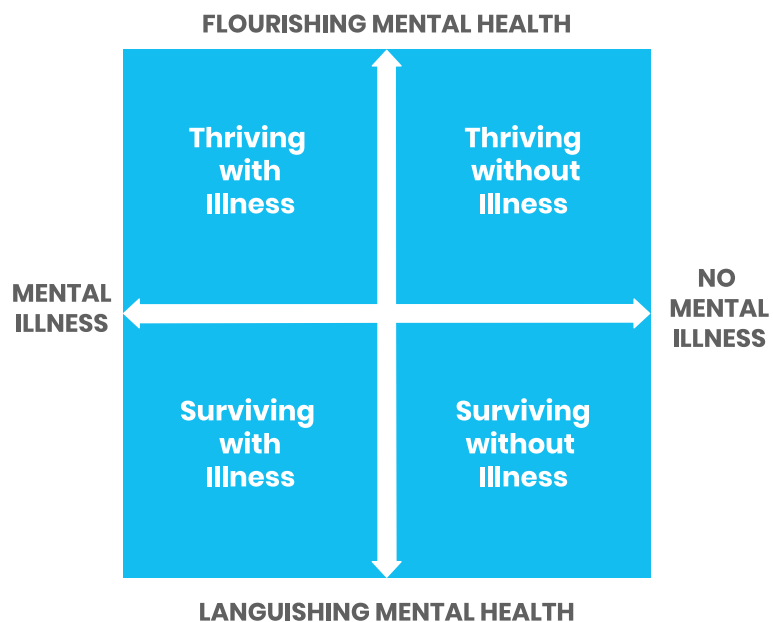 FLOURISHING MENTAL HEALTH
Thriving
with
Illness
Thriving
without
Illness
MENTAL
ILLNESS
NO
MENTAL
ILLNESS
Surviving
with
Illness
Surviving
without
Illness
LANGUISHING MENTAL HEALTH